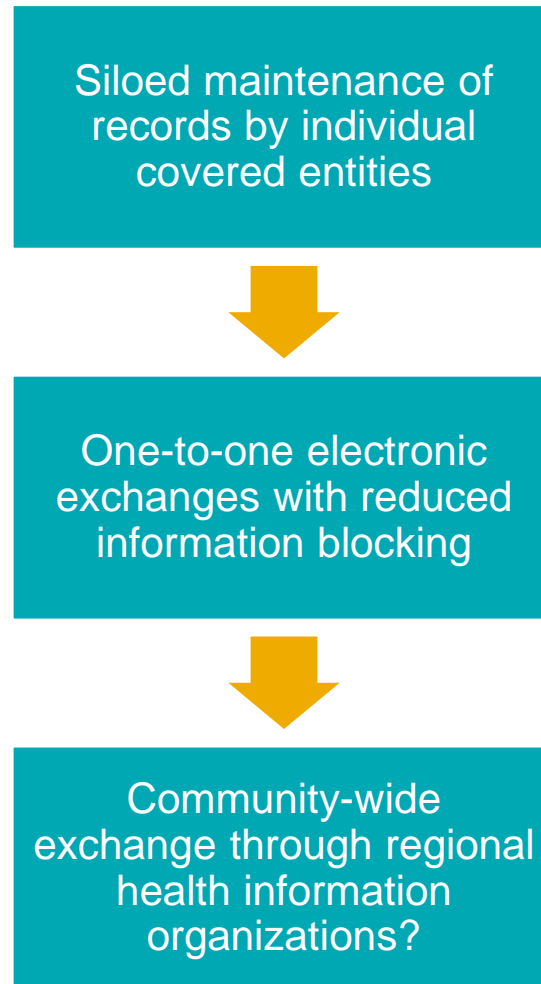 Siloed maintenance of
records by individual
covered entities
One-to-one electronic
exchanges with reduced
information blocking
Community-wide
exchange through regional
health information
organizations?